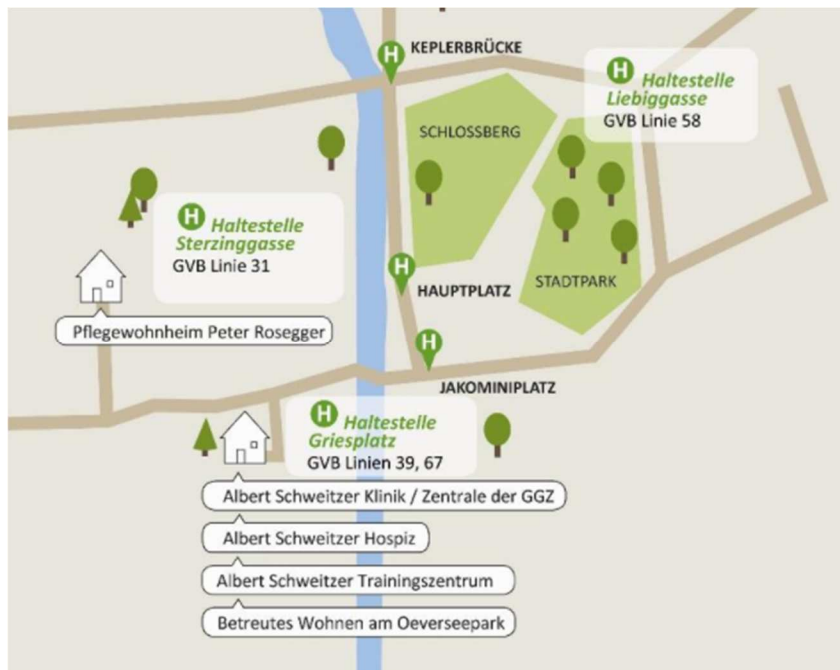 H
KEPLERBRÜCKE
H Haltestelle
Liebiggasse
GVB Linie 58
SCHLOSSBERG
H Haltestelle
Sterzinggasse
GVB Linie 31
H
HAUPTPLATZ
STADTPARK
Pflegewohnheim Peter Rosegger
H
JAKOMINIPLATZ
H Haltestelle
Griesplatz
GVB Linien 39, 67
Albert Schweitzer Klinik / Zentrale der GGZ
Albert Schweitzer Hospiz
Albert Schweitzer Trainingszentrum
Betreutes Wohnen am Oeverseepark